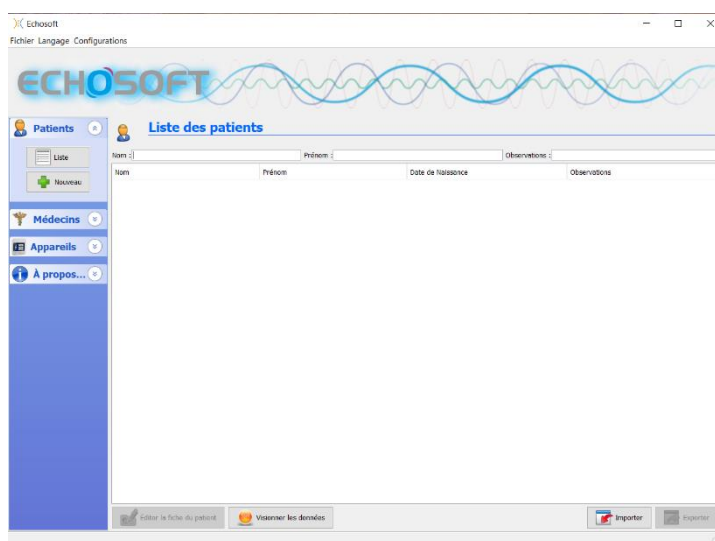 Echosoft
Fichier Langage Configurations
ECHOSOFT
Patients
Liste
Nouveau
Médecins
Appareils
À propos...
Liste des patients
Nom : Prénom : Observations :
Nom Prénom Date de Naissance Observations
Editer la fiche du patient Visionner les données Importer Exporter